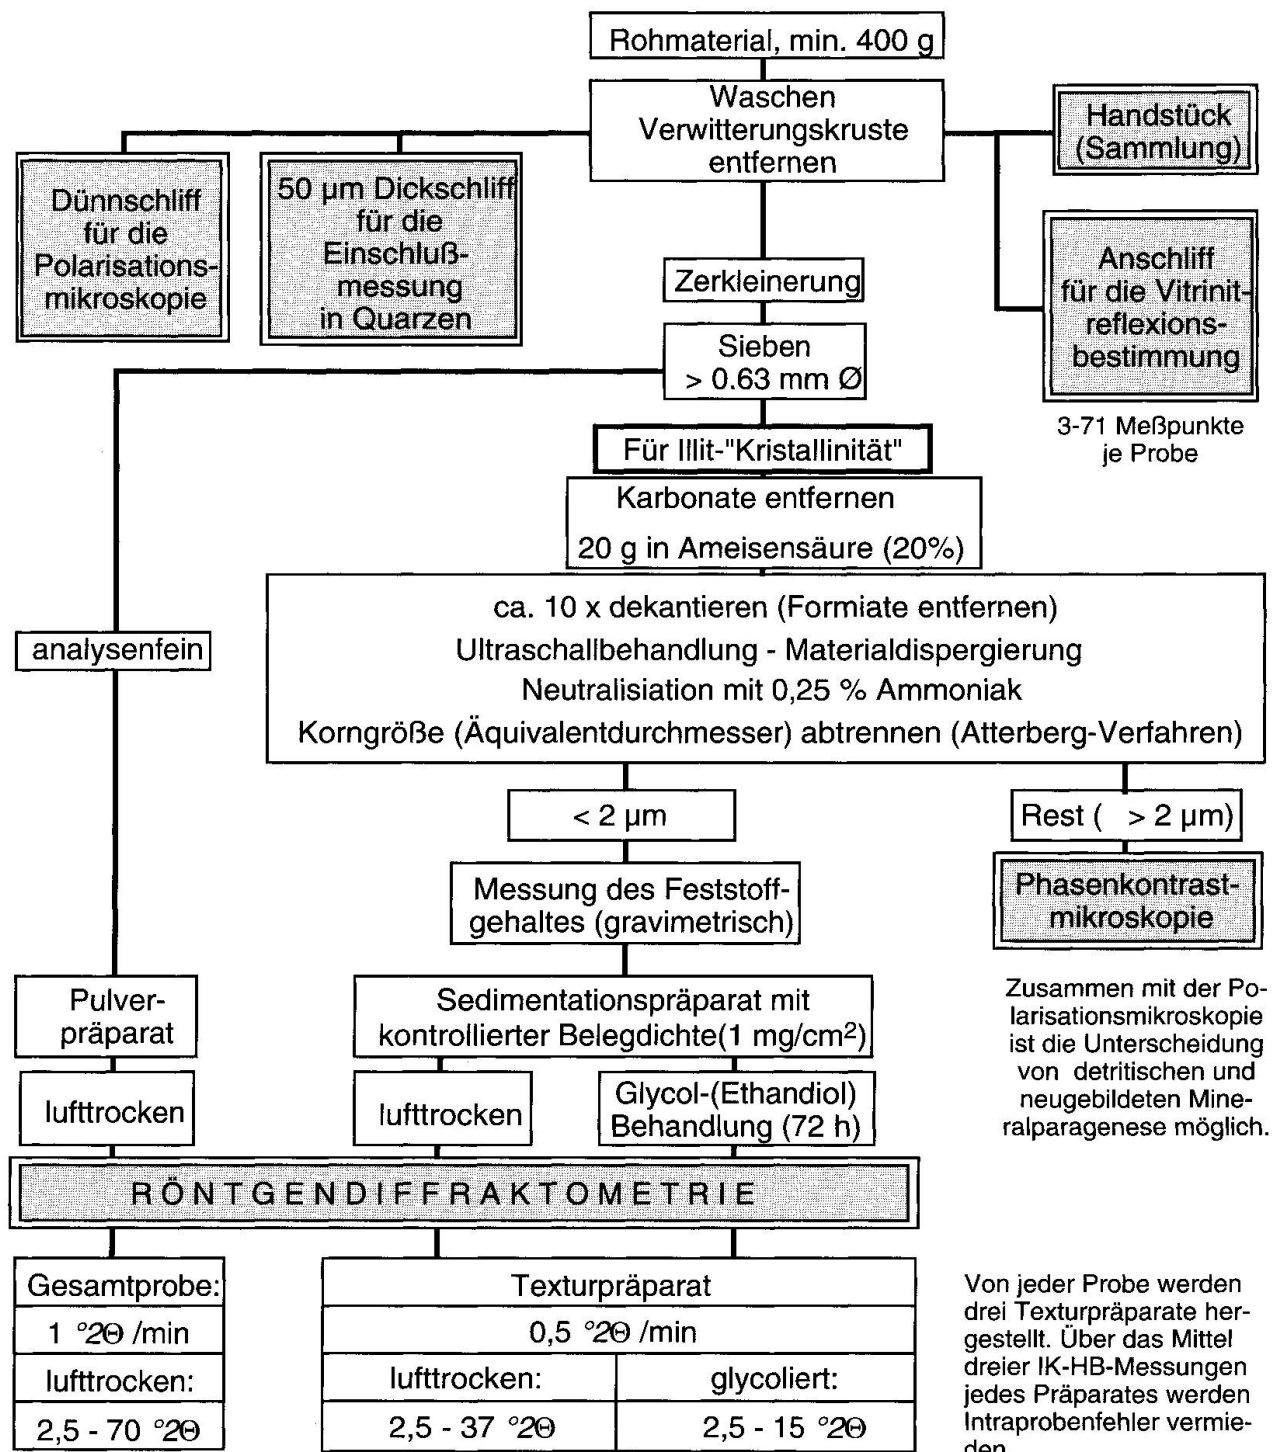 Rohmaterial, min. 400 g
Waschen
Verwitterungskruste
entfernen
Handstück
(Sammlung)
Dünnschliff
für die
Polarisations-
mikroskopie
50 µm Dickschliff
für die
Einschluß-
messung
in Quarzen
Anschliff
für die Vitrinit-
reflexions-
bestimmung
3-71 Meßpunkte
je Probe
Zerkleinerung
Sieben
> 0.63 mm Ø
Für Illit-"Kristallinität"
Karbonate entfernen
20 g in Ameisensäure (20%)
ca. 10 x dekantieren (Formiate entfernen)
Ultraschallbehandlung - Materialdispergierung
Neutralisiation mit 0,25 % Ammoniak
Korngröße (Äquivalentdurchmesser) abtrennen (Atterberg-Verfahren)
analysenfein
< 2 µm
Rest ( > 2 µm)
Messung des Feststoff-
gehaltes (gravimetrisch)
Phasenkontrast-
mikroskopie
Zusammen mit der Po-
larisationsmikroskopie
ist die Unterscheidung
von detritischen und
neugebildeten Mine-
ralparagenese möglich.
Pulver-
präparat
Sedimentationspräparat mit
kontrollierter Belegdichte(1 mg/cm²)
lufttrocken
lufttrocken
Glycol-(Ethandiol)
Behandlung (72 h)
RÖNTGENDIFFRAKTOMETRIE
Gesamtprobe:
1 °2Θ /min
lufttrocken:
2,5 - 70 °2Θ
Texturpräparat
0,5 °2Θ /min
lufttrocken:
glycoliert:
2,5 - 37 °2Θ
2,5 - 15 °2Θ
Von jeder Probe werden
drei Texturpräparate her-
gestellt. Über das Mittel
dreier IK-HB-Messungen
jedes Präparates werden
Intraprobenfehler vermie-
den